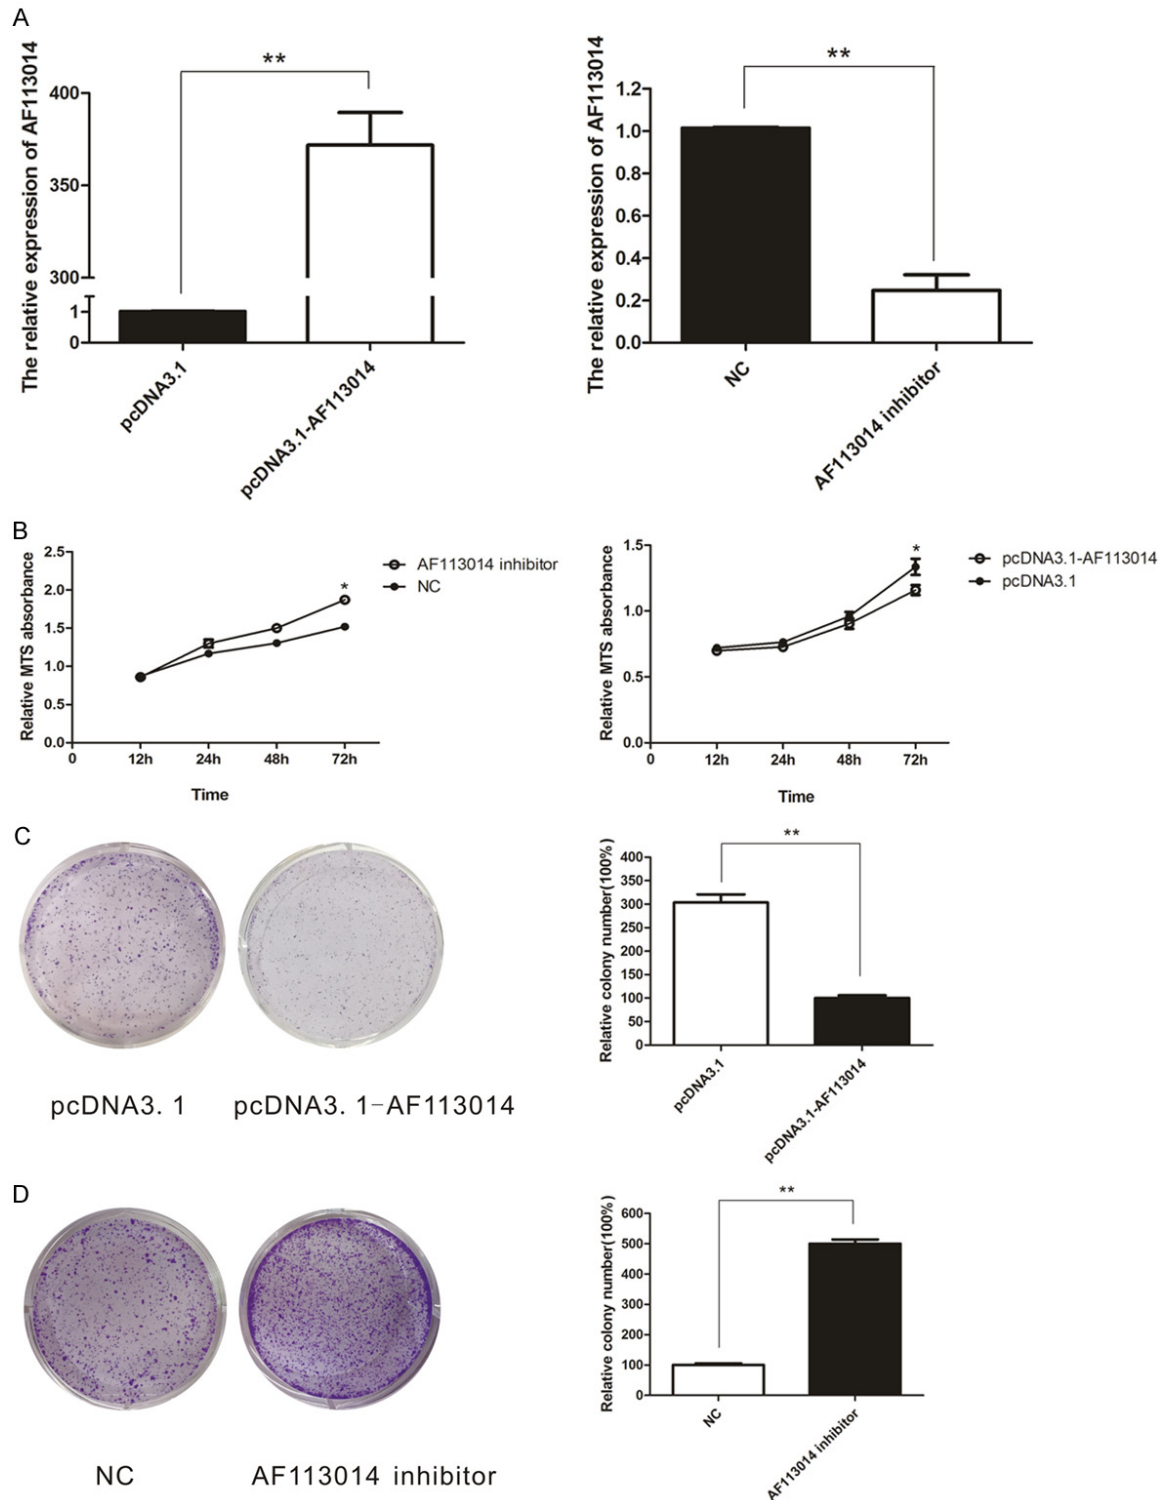 A
The relative expression of AF113014
**
400
350
300
1
0
pcDNA3.1
pcDNA3.1-AF113014
The relative expression of AF113014
**
1.2
1.0
0.8
0.6
0.4
0.2
0.0
NC
AF113014 inhibitor
B
Relative MTS absorbance
2.5
2.0
1.5
1.0
0.5
0.0
0
12h
24h
48h
72h
*
Time
AF113014 inhibitor
NC
Relative MTS absorbance
1.5
1.0
0.5
0.0
0
12h
24h
48h
72h
*
Time
pcDNA3.1-AF113014
pcDNA3.1
C
pcDNA3. 1
pcDNA3. 1-AF113014
Relative colony number(100%)
**
400
350
300
250
200
150
100
50
0
pcDNA3.1
pcDNA3.1-AF113014
D
NC
AF113014 inhibitor
Relative colony number(100%)
**
600
500
400
300
200
100
0
NC
AF113014 inhibitor